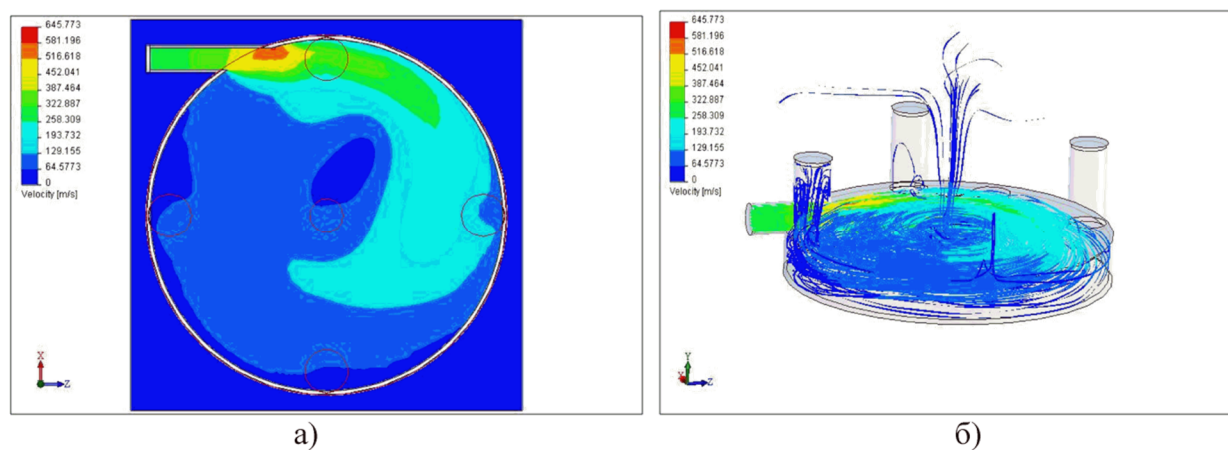 645.773
581.196
516.618
452.041
387.464
322.887
258.309
193.732
129.155
64.5773
0
Velocity [m/s]
X
Z
а)
645.773
581.196
516.618
452.041
387.464
322.887
258.309
193.732
129.155
64.5773
0
Velocity [m/s]
Y
X
Z
б)